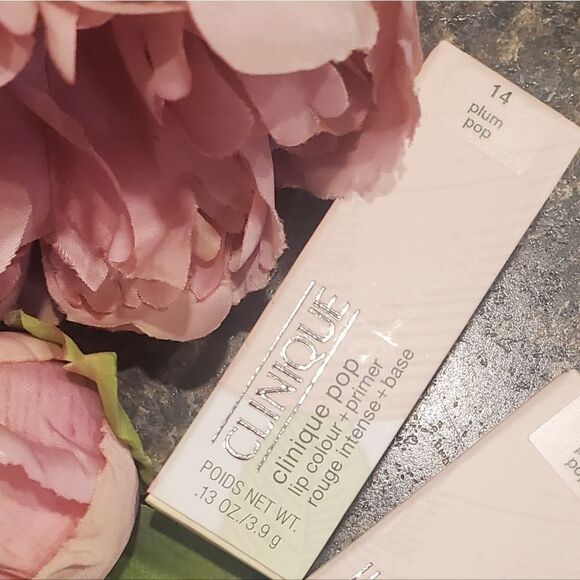 14
plum
pop
CLINIQUE
clinique pop
lip colour + primer
rouge intense + base
POIDS NET WT.
.13 OZ./3.9 g